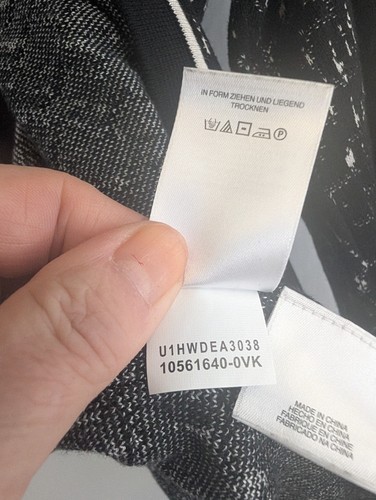 IN FORM ZIEHEN UND LIEGEND
TROCKNEN
P
U1HWDEA3038
10561640-0VK
MADE IN CHINA
HECHO EN CHINA
FABRIQUE EN CHINE
FABRICADO NA CHINA